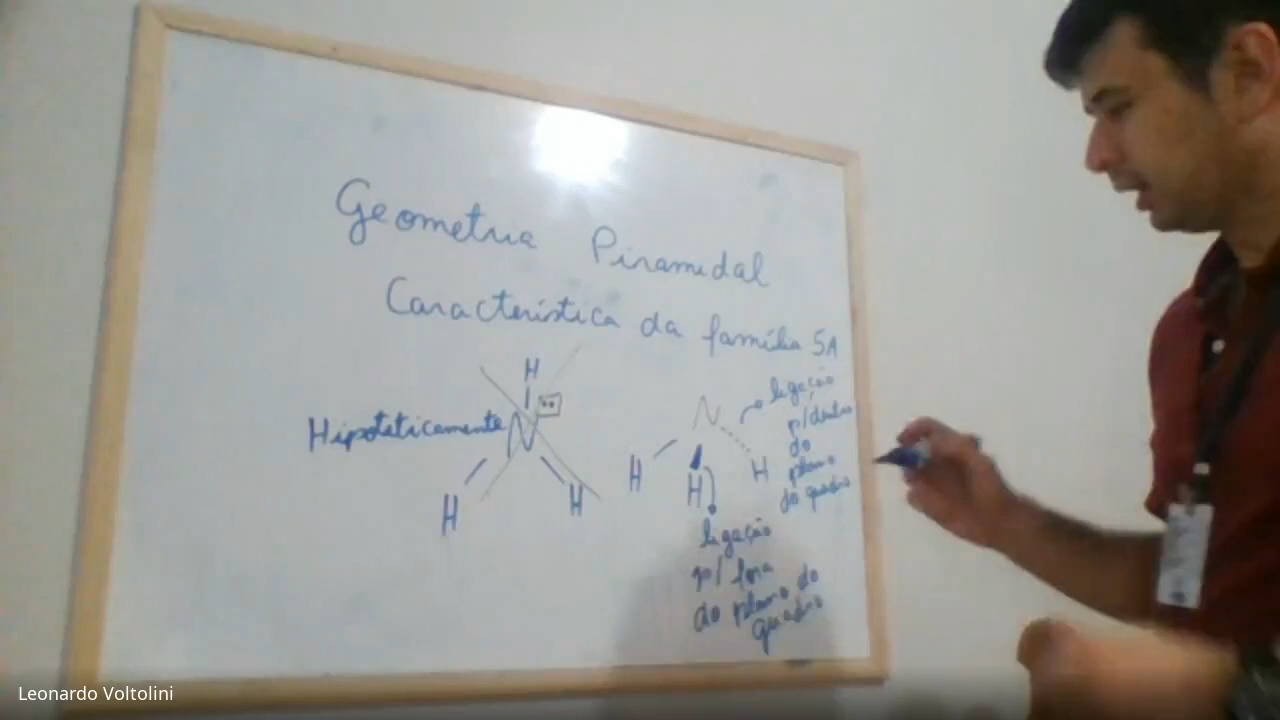 Geometria Piramidal
Característica da família 5A
H
Hipoteticamente N
H H
N
H H H
ligação
p/ dentro
do
plano
do quadro
ligação
p/ fora
do plano do
quadro
Leonardo Voltolini